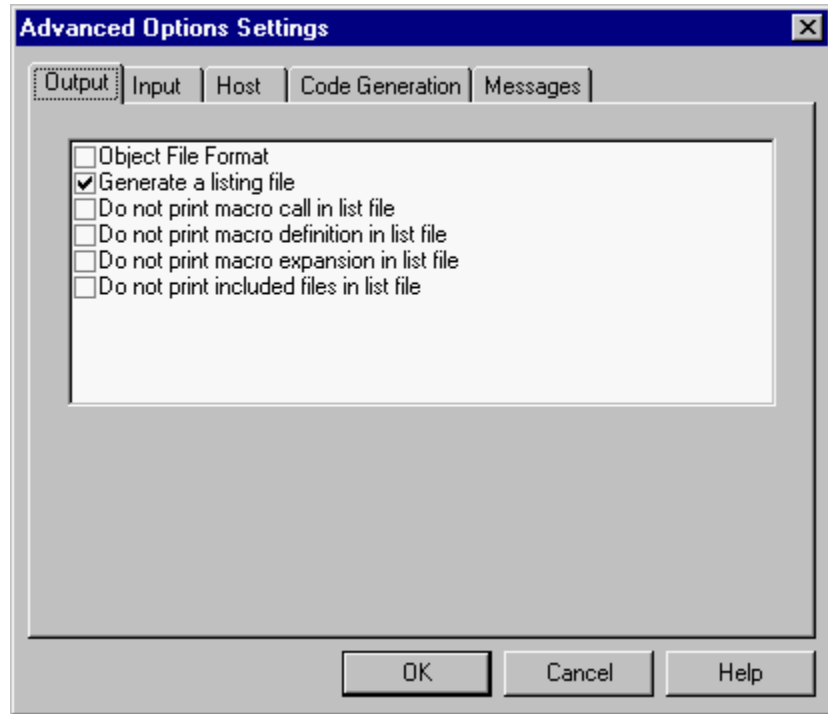 Advanced Options Settings
Output Input Host Code Generation Messages
Object File Format
Generate a listing file
Do not print macro call in list file
Do not print macro definition in list file
Do not print macro expansion in list file
Do not print included files in list file
OK Cancel Help